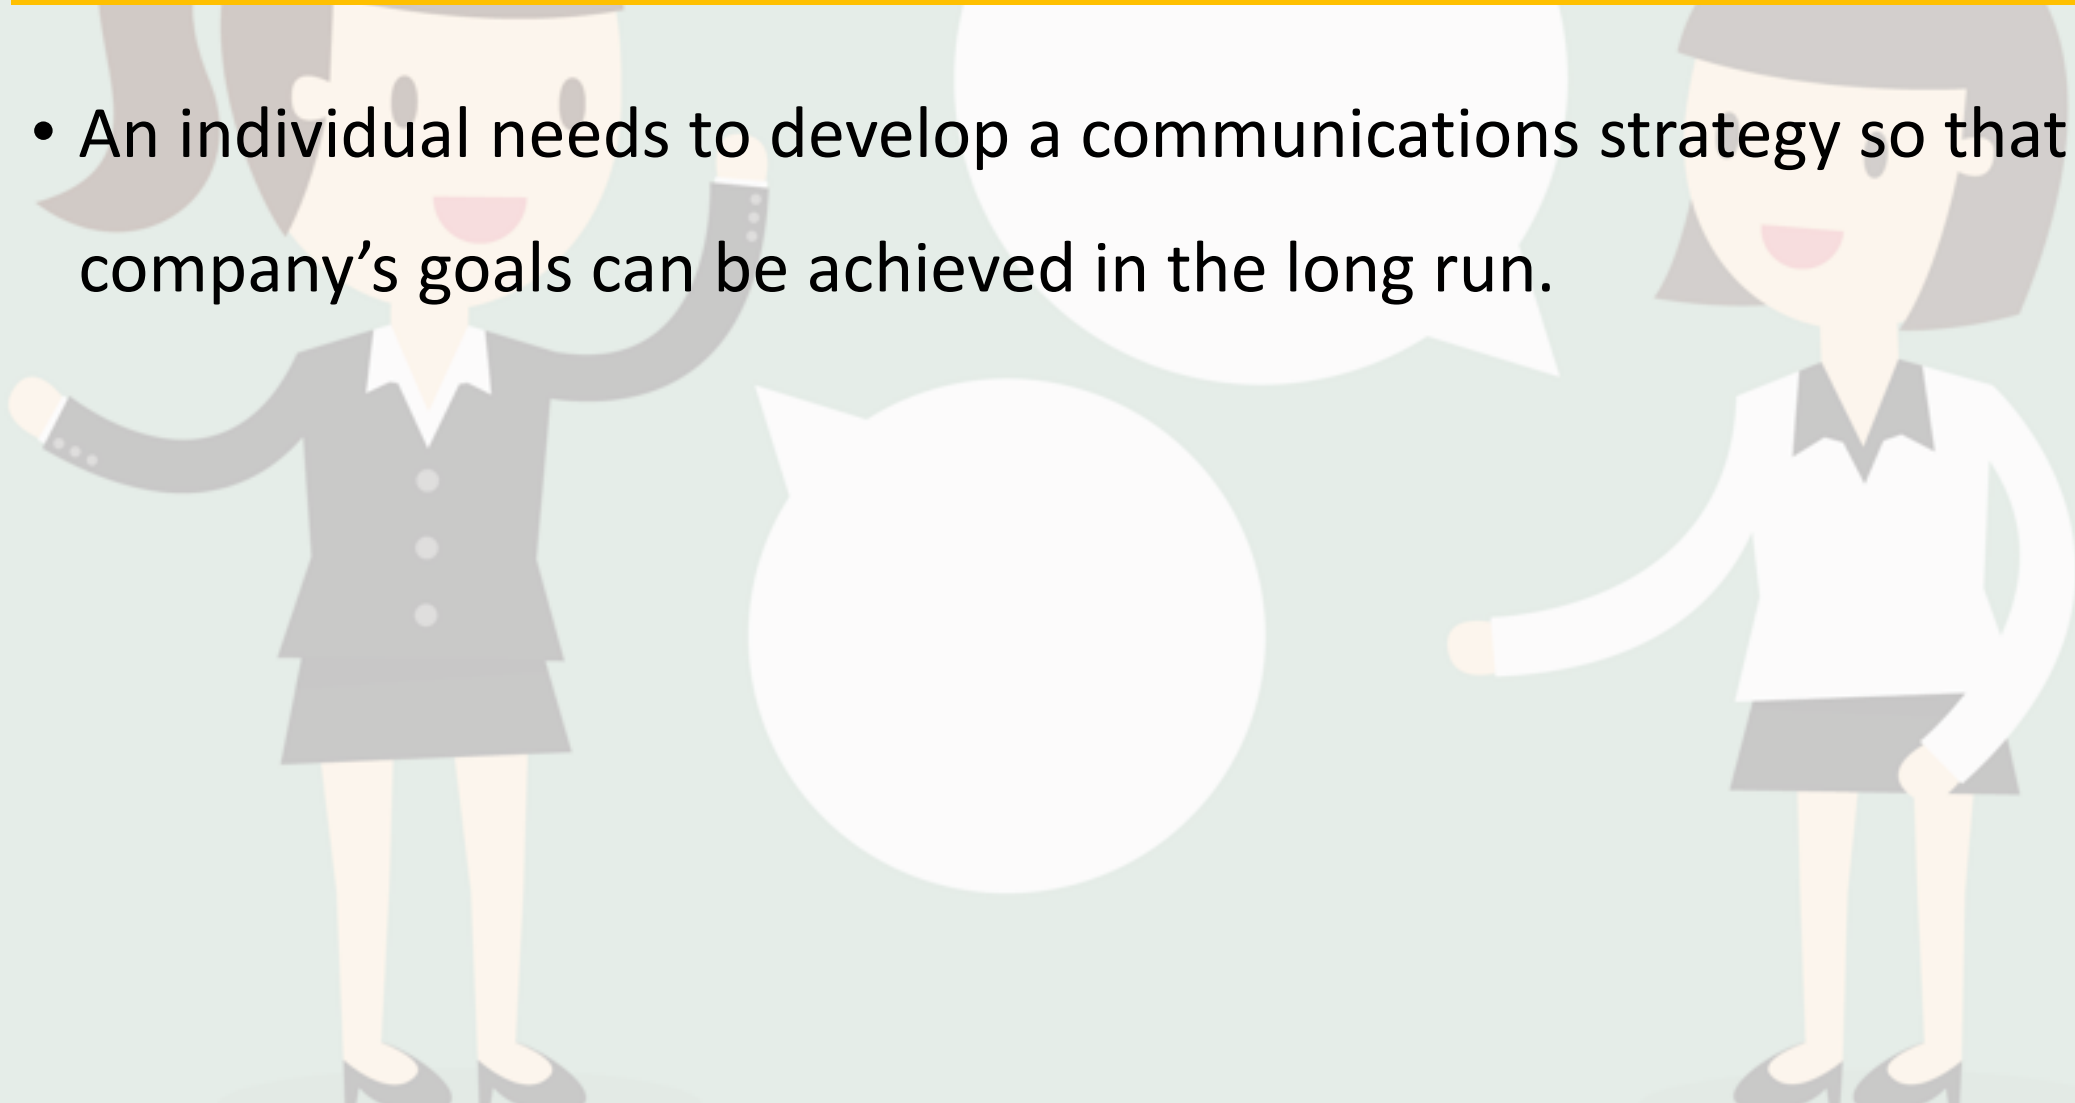 • An individual needs to develop a communications strategy so that
company’s goals can be achieved in the long run.